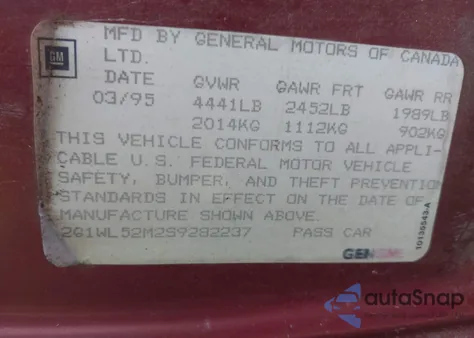 GM
MFD BY GENERAL MOTORS OF CANADA
LTD.
DATE GVWR GAWR FRT GAWR RR
03/95 4441LB 2452LB 1989LB
2014KG 1112KG 902KG
THIS VEHICLE CONFORMS TO ALL APPLI-
CABLE U.S. FEDERAL MOTOR VEHICLE
SAFETY, BUMPER, AND THEFT PREVENTION
STANDARDS IN EFFECT ON THE DATE OF
MANUFACTURE SHOWN ABOVE.
2G1WL52M2S9282237 PASS CAR
10136543-A
autoSnap